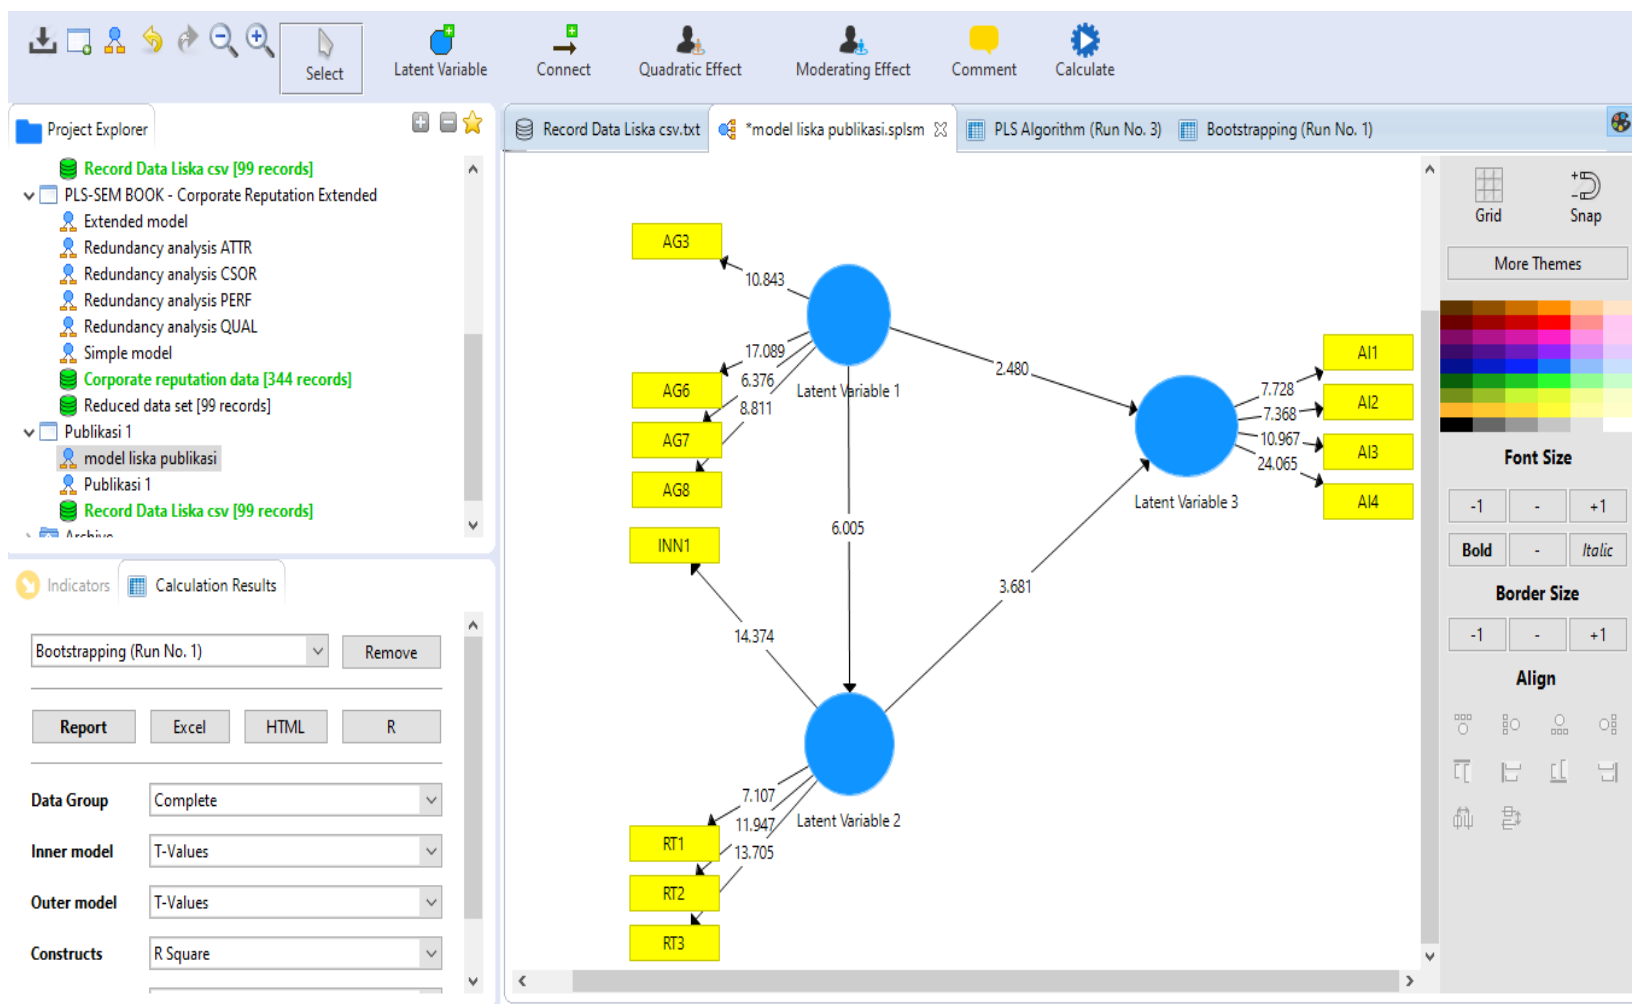 Select
Latent Variable
Connect
Quadratic Effect
Moderating Effect
Comment
Calculate
Project Explorer
Record Data Liska csv [99 records]
PLS-SEM BOOK - Corporate Reputation Extended
Extended model
Redundancy analysis ATTR
Redundancy analysis CSOR
Redundancy analysis PERF
Redundancy analysis QUAL
Simple model
Corporate reputation data [344 records]
Reduced data set [99 records]
Publikasi 1
model liska publikasi
Publikasi 1
Record Data Liska csv [99 records]
Archive
Indicators
Calculation Results
Bootstrapping (Run No. 1)
Remove
Report
Excel
HTML
R
Data Group
Complete
Inner model
T-Values
Outer model
T-Values
Constructs
R Square
Record Data Liska csv.txt
*model liska publikasi.splsm
PLS Algorithm (Run No. 3)
Bootstrapping (Run No. 1)
AG3
10.843
17.089
AG6
6.376
8.811
AG7
AG8
Latent Variable 1
2.480
AI1
7.728
AI2
7.368
10.967
AI3
24.065
AI4
Latent Variable 3
6.005
INN1
3.681
14.374
7.107
Latent Variable 2
11.947
RT1
13.705
RT2
RT3
Grid
Snap
More Themes
Font Size
-1
-
+1
Bold
-
Italic
Border Size
-1
-
+1
Align